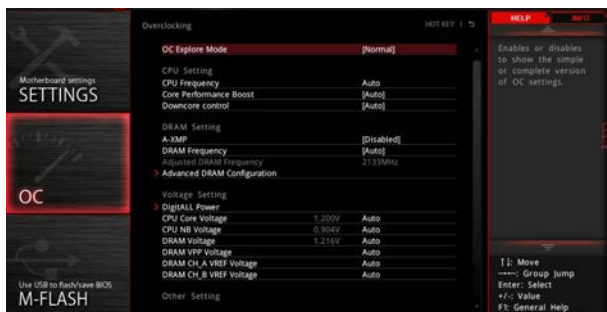 Motherboard settings
SETTINGS
OC
Use USB to flash/save BIOS
M-FLASH
Overclocking
HOT KEY |
OC Explore Mode [Normal]
CPU Setting
CPU Frequency Auto
Core Performance Boost [Auto]
Downcore control [Auto]
DRAM Setting
A-XMP [Disabled]
DRAM Frequency [Auto]
Adjusted DRAM Frequency 2133MHz
> Advanced DRAM Configuration
Voltage Setting
> DigitALL Power
CPU Core Voltage 1.200V Auto
CPU NB Voltage 0.904V Auto
DRAM Voltage 1.216V Auto
DRAM VPP Voltage Auto
DRAM CH_A VREF Voltage Auto
DRAM CH_B VREF Voltage Auto
Other Setting
HELP INFO
Enables or disables
to show the simple
or complete version
of OC settings.
↑↓: Move
→←: Group Jump
Enter: Select
+/-: Value
F1: General Help